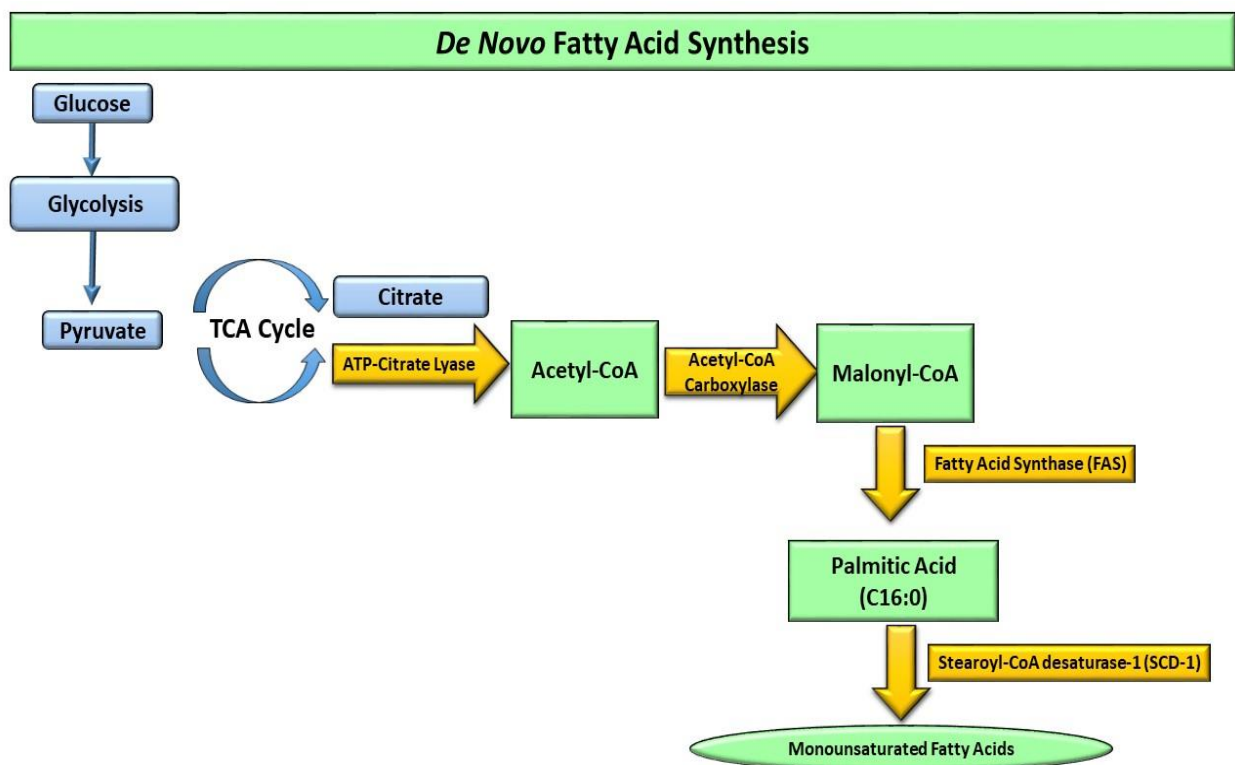 De Novo Fatty Acid Synthesis
Glucose
Glycolysis
Pyruvate
TCA Cycle
Citrate
ATP-Citrate Lyase
Acetyl-CoA
Acetyl-CoA
Carboxylase
Malonyl-CoA
Fatty Acid Synthase (FAS)
Palmitic Acid
(C16:0)
Stearoyl-CoA desaturase-1 (SCD-1)
Monounsaturated Fatty Acids